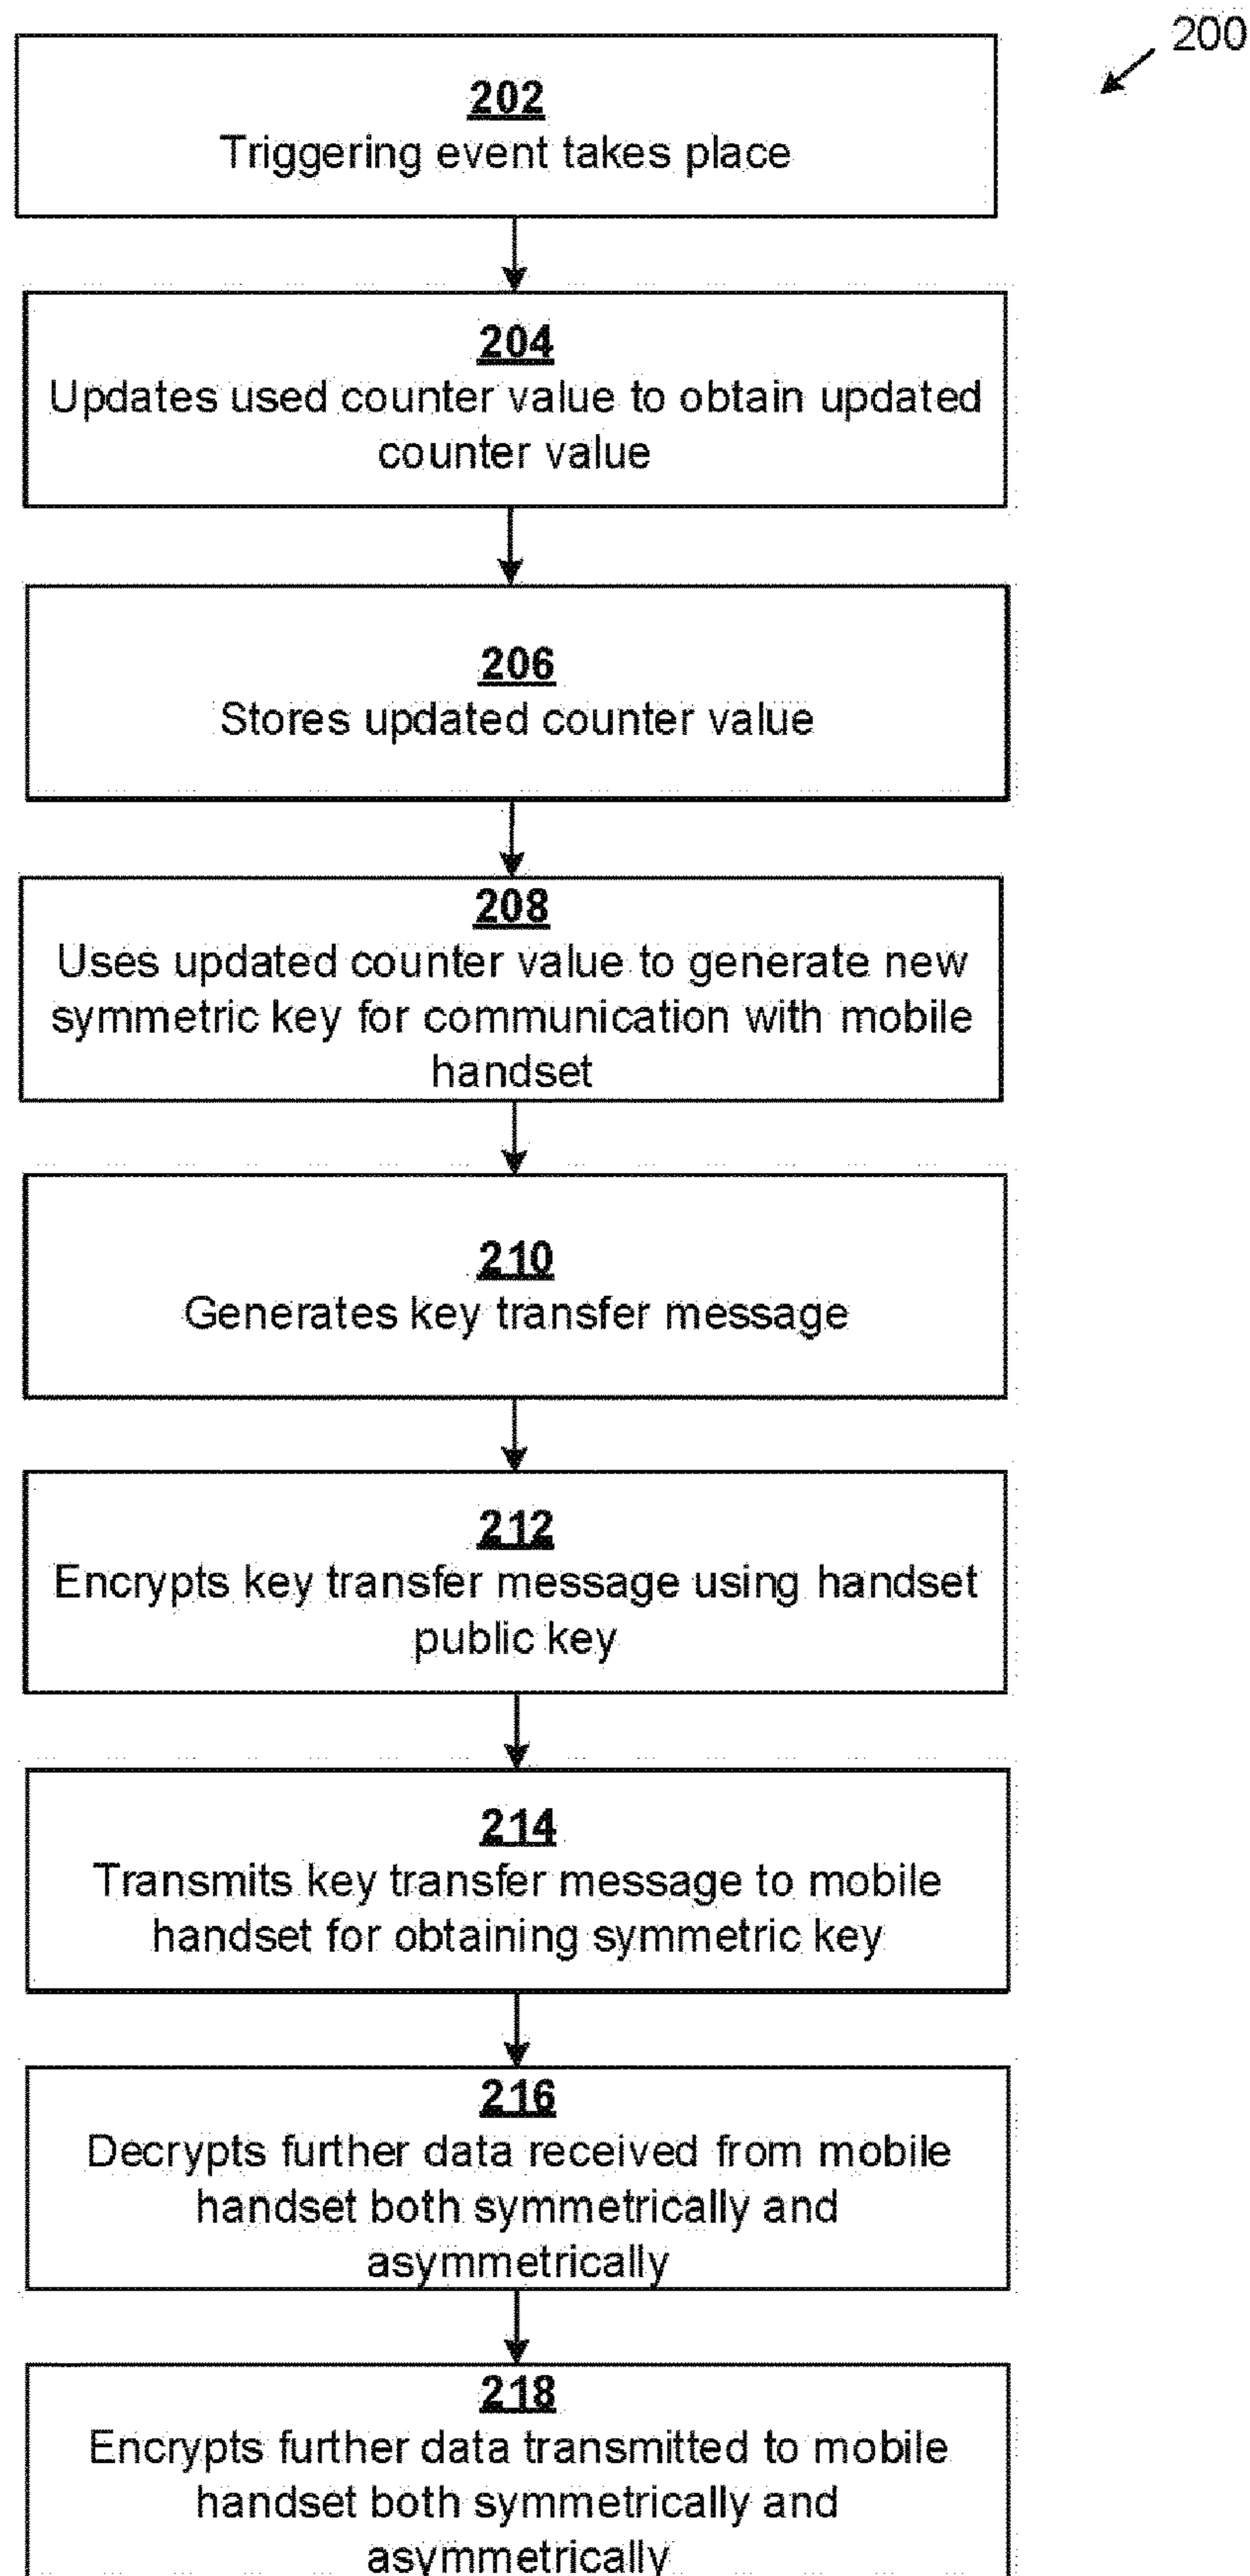 200
202
Triggering event takes place
204
Updates used counter value to obtain updated
counter value
206
Stores updated counter value
208
Uses updated counter value to generate new
symmetric key for communication with mobile
handset
210
Generates key transfer message
212
Encrypts key transfer message using handset
public key
214
Transmits key transfer message to mobile
handset for obtaining symmetric key
216
Decrypts further data received from mobile
handset both symmetrically and
asymmetrically
218
Encrypts further data transmitted to mobile
handset both symmetrically and
asymmetrically